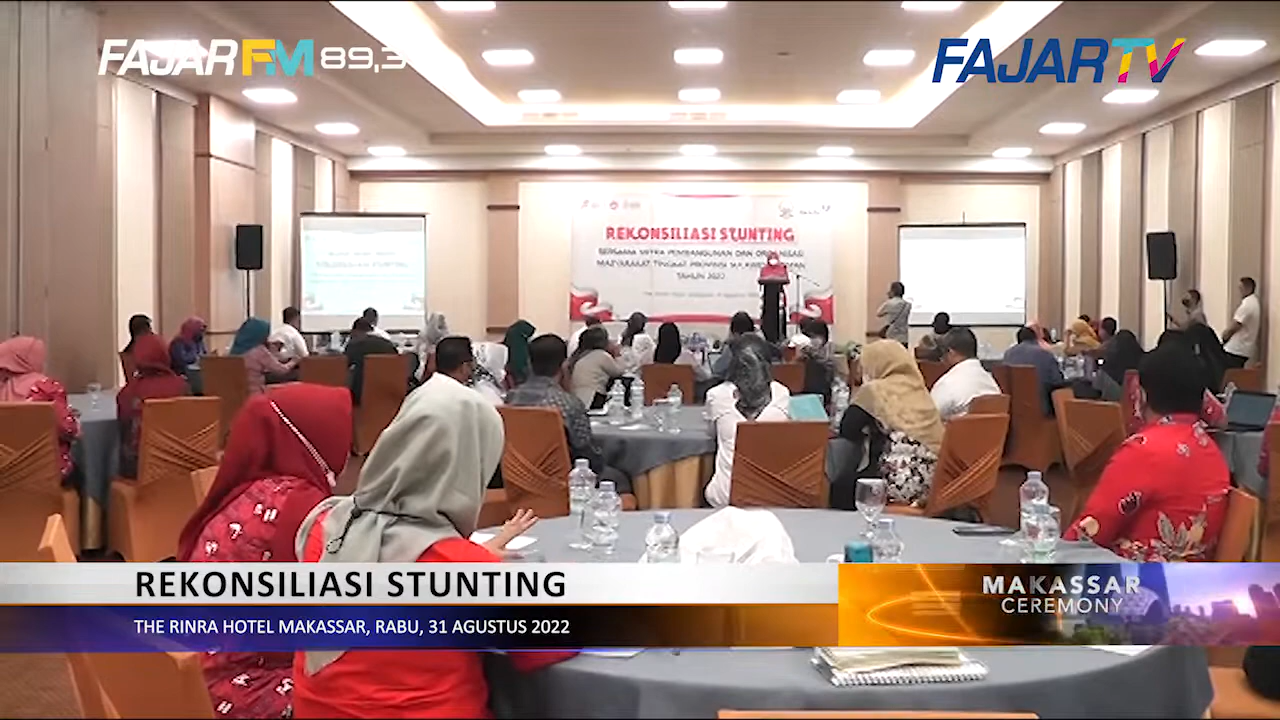 FAJAR FM 89,3
FAJAR TV
REKONSILIASI STUNTING
BERSAMA MITRA PEMBANGUNAN DAN ORGANISASI
MASYARAKAT TINGKAT PROVINSI
TAHUN 2022
REKONSILIASI STUNTING
THE RINRA HOTEL MAKASSAR, RABU, 31 AGUSTUS 2022
MAKASSAR
CEREMONY